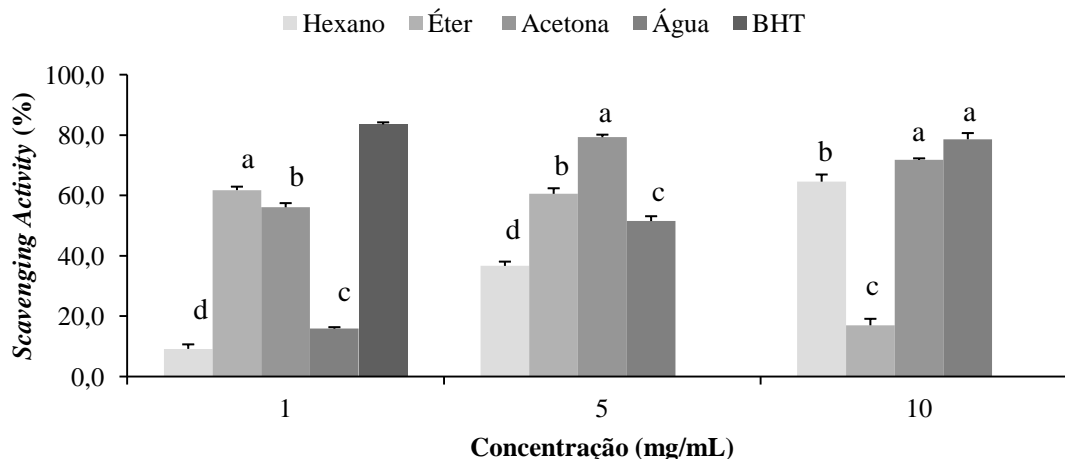 Hexano Éter Acetona Água BHT
Scavenging Activity (%)
100,0
80,0
60,0
40,0
20,0
0,0
d a b c
d b a c
b c a a
1 5 10
Concentração (mg/mL)